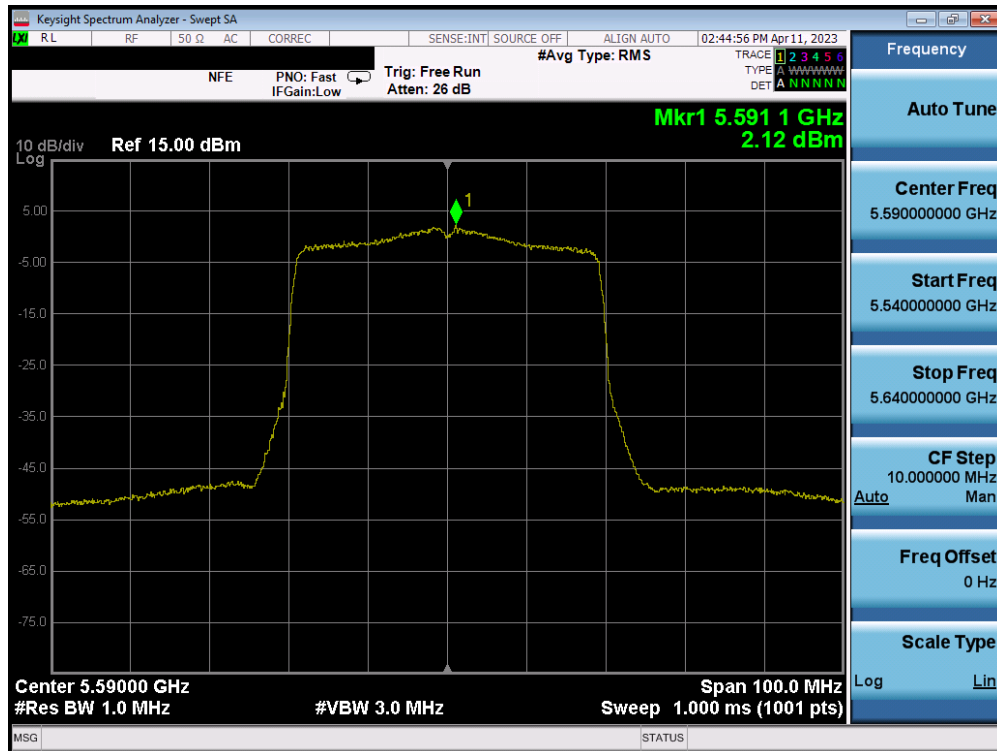 Keysight Spectrum Analyzer - Swept SA
LXI RL RF 50 Ω AC CORREC SENSE:INT SOURCE OFF ALIGN AUTO 02:44:56 PM Apr 11, 2023
#Avg Type: RMS
TRACE 1 2 3 4 5 6
NFE PNO: Fast Trig: Free Run TYPE A WWWWW
IFGain:Low Atten: 26 dB DET A N N N N N
Mkr1 5.591 1 GHz
2.12 dBm
10 dB/div Ref 15.00 dBm
Log
1
5.00
-5.00
-15.0
-25.0
-35.0
-45.0
-55.0
-65.0
-75.0
Center 5.59000 GHz Span 100.0 MHz
#Res BW 1.0 MHz #VBW 3.0 MHz Sweep 1.000 ms (1001 pts)
MSG STATUS
Frequency
Auto Tune
Center Freq
5.590000000 GHz
Start Freq
5.540000000 GHz
Stop Freq
5.640000000 GHz
CF Step
10.000000 MHz
Auto Man
Freq Offset
0 Hz
Scale Type
Log Lin